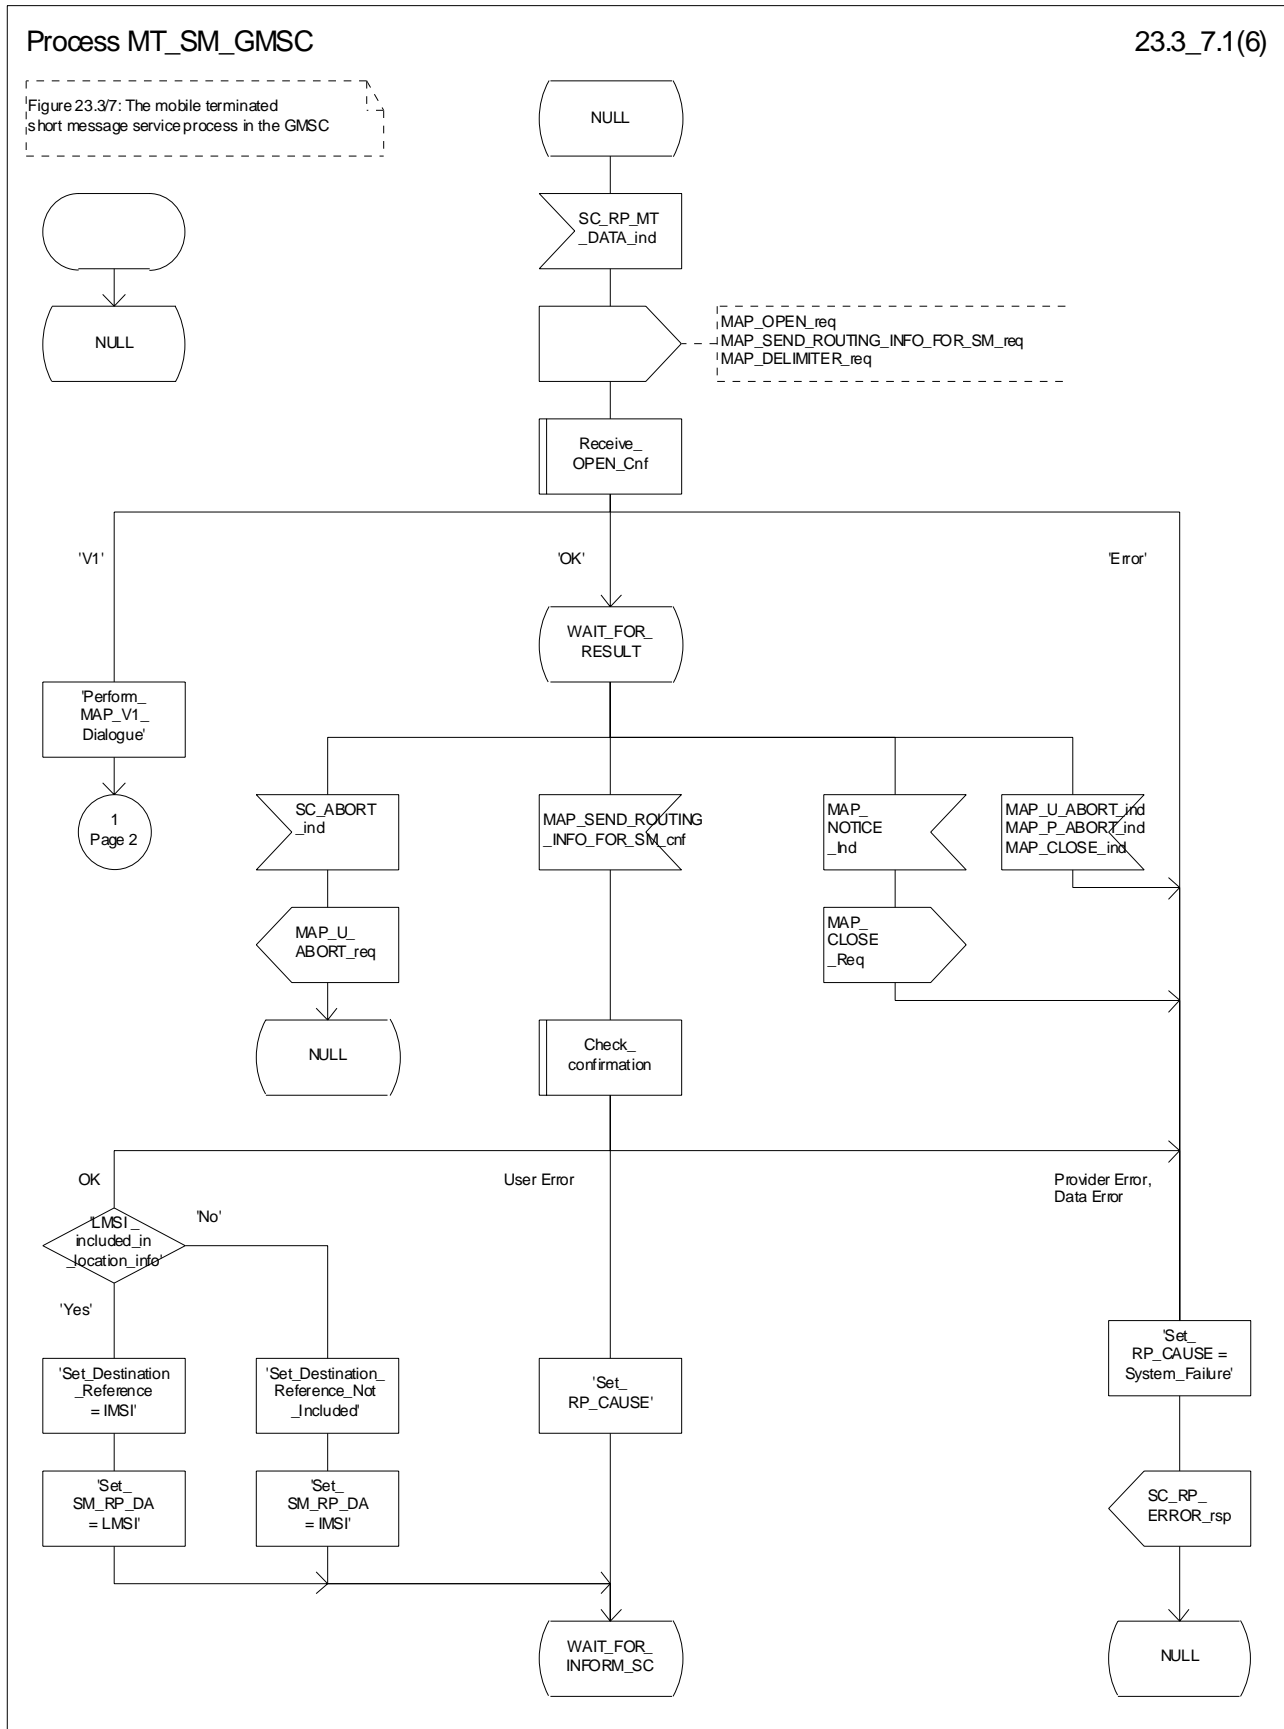 Process MT_SM_GMSC
23.3_7.1(6)
Figure 23.3/7: The mobile terminated
short message service process in the GMSC
NULL
SC_RP_MT
_DATA_ind
NULL
MAP_OPEN_req
MAP_SEND_ROUTING_INFO_FOR_SM_req
MAP_DELIMITER_req
Receive_
OPEN_Cnf
'V1'
'OK'
'Error'
WAIT_FOR_
RESULT
'Perform_
MAP_V1_
Dialogue'
1
Page 2
SC_ABORT
_ind
MAP_SEND_ROUTING
_INFO_FOR_SM_cnf
MAP_
NOTICE
_Ind
MAP_U_ABORT_ind
MAP_P_ABORT_ind
MAP_CLOSE_ind
MAP_U_
ABORT_req
MAP_
CLOSE
_Req
NULL
Check_
confirmation
OK
User Error
Provider Error,
Data Error
'LMSI_
included_in
_location_info'
'No'
'Yes'
'Set_Destination
_Reference
= IMSI'
'Set_Destination_
Reference_Not
_Included'
'Set_
RP_CAUSE'
'Set_
RP_CAUSE =
System_Failure'
'Set_
SM_RP_DA
= LMSI'
'Set_
SM_RP_DA
= IMSI'
SC_RP_
ERROR_rsp
WAIT_FOR_
INFORM_SC
NULL